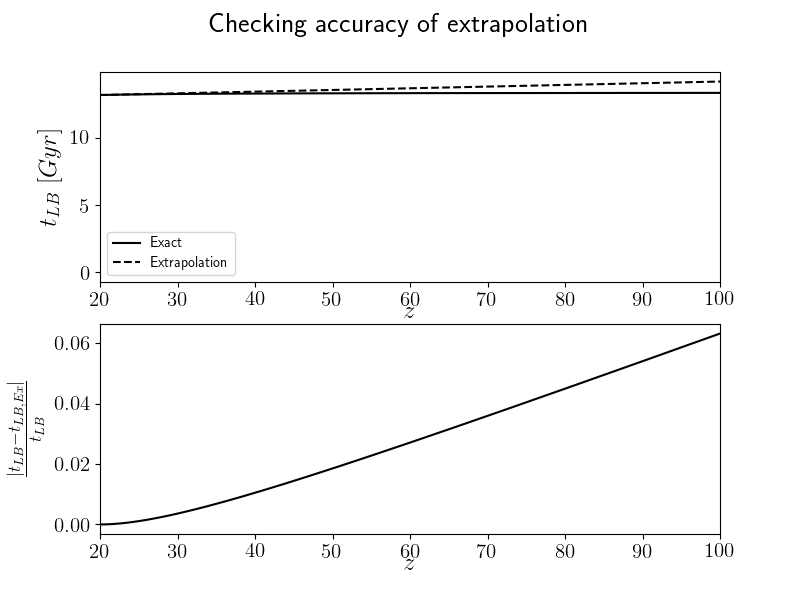 Checking accuracy of extrapolation
t_{LB} [Gyr]
10
5
0
Exact
Extrapolation
20 30 40 50 60 70 80 90 100
z
\frac{|t_{LB}-t_{LB,Ex}|}{t_{LB}}
0.06
0.04
0.02
0.00
20 30 40 50 60 70 80 90 100
z